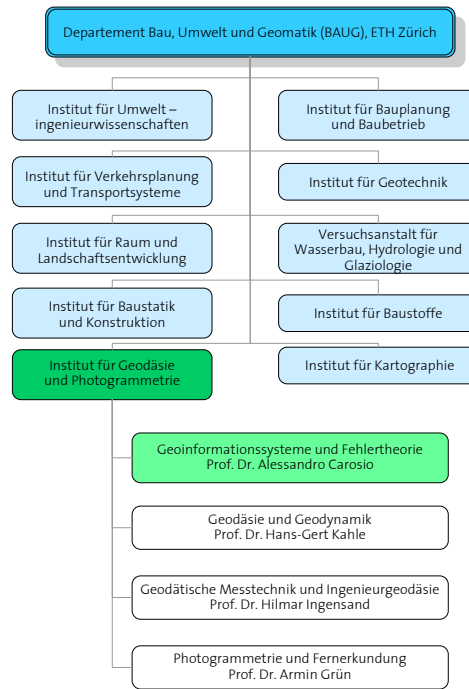 Departement Bau, Umwelt und Geomatik (BAUG), ETH Zürich
Institut für Umwelt –
ingenieurwissenschaften
Institut für Bauplanung
und Baubetrieb
Institut für Verkehrsplanung
und Transportsysteme
Institut für Geotechnik
Institut für Raum und
Landschaftsentwicklung
Versuchsanstalt für
Wasserbau, Hydrologie und
Glaziologie
Institut für Baustatik
und Konstruktion
Institut für Baustoffe
Institut für Geodäsie
und Photogrammetrie
Institut für Kartographie
Geoinformationssysteme und Fehlertheorie
Prof. Dr. Alessandro Carosio
Geodäsie und Geodynamik
Prof. Dr. Hans-Gert Kahle
Geodätische Messtechnik und Ingenieurgeodäsie
Prof. Dr. Hilmar Ingensand
Photogrammetrie und Fernerkundung
Prof. Dr. Armin Grün